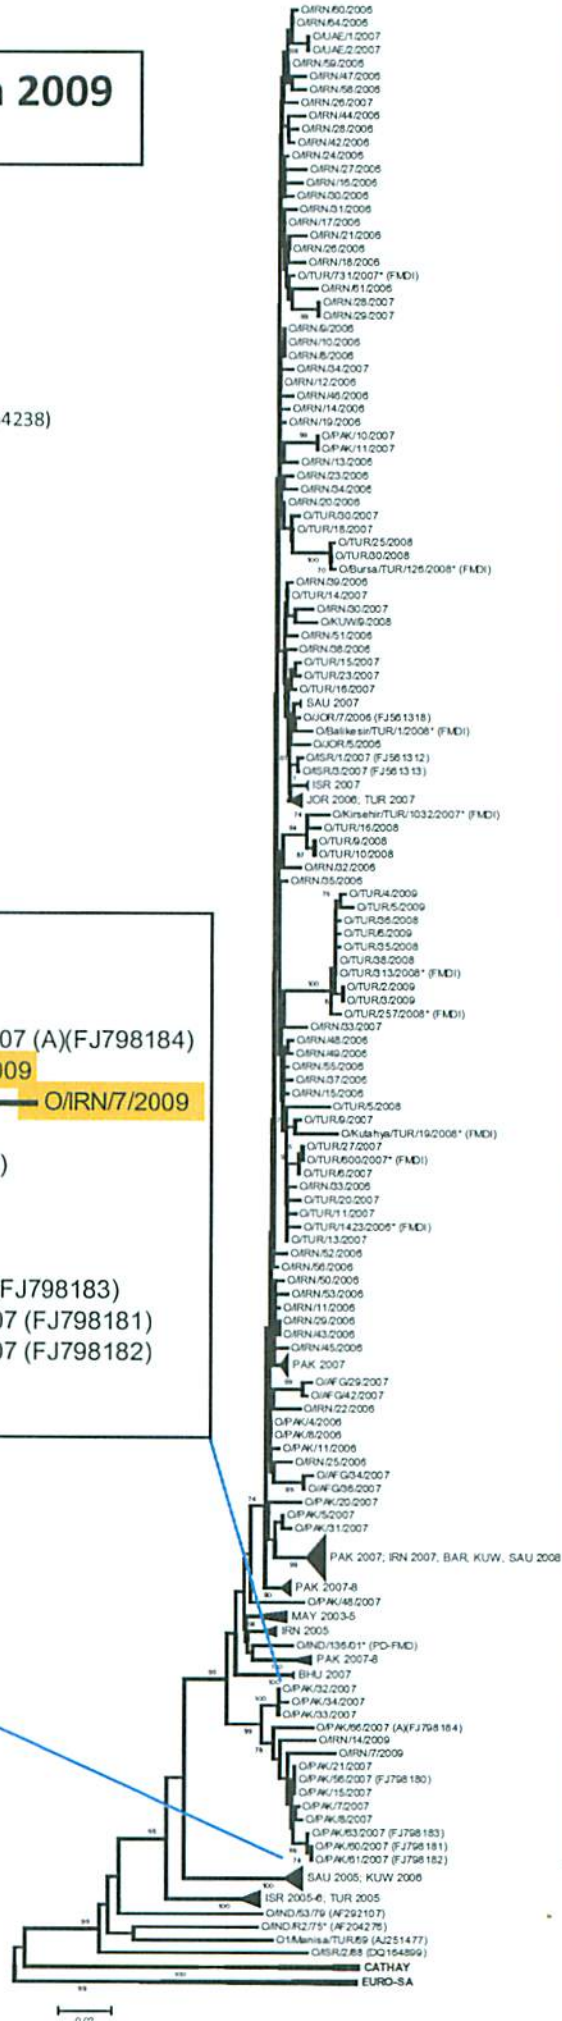 2009
4238)
07 (A)(FJ798184)
009
O/IRN/7/2009
)
FJ798183)
07 (FJ798181)
07 (FJ798182)
O/IRN/60/2006
O/IRN/64/2006
O/UAE/1/2007
O/UAE/2/2007
O/IRN/59/2006
O/IRN/47/2006
O/IRN/58/2006
O/IRN/26/2007
O/IRN/44/2006
O/IRN/28/2006
O/IRN/42/2006
O/IRN/24/2006
O/IRN/27/2006
O/IRN/16/2006
O/IRN/30/2006
O/IRN/31/2006
O/IRN/17/2006
O/IRN/21/2006
O/IRN/26/2006
O/IRN/18/2006
O/TUR/731/2007* (FMDI)
O/IRN/61/2006
O/IRN/28/2007
O/IRN/29/2007
O/IRN/9/2006
O/IRN/10/2006
O/IRN/8/2006
O/IRN/34/2007
O/IRN/12/2006
O/IRN/46/2006
O/IRN/14/2006
O/IRN/19/2006
O/PAK/10/2007
O/PAK/11/2007
O/IRN/13/2006
O/IRN/23/2006
O/IRN/34/2006
O/IRN/20/2006
O/TUR/30/2007
O/TUR/18/2007
O/TUR/25/2008
O/TUR/30/2008
O/Bursa/TUR/126/2008* (FMDI)
O/IRN/39/2006
O/TUR/14/2007
O/IRN/30/2007
O/KUW/9/2008
O/IRN/51/2006
O/IRN/38/2006
O/TUR/15/2007
O/TUR/23/2007
O/TUR/16/2007
SAU 2007
O/JOR/7/2006 (FJ561318)
O/Balikesir/TUR/1/2008* (FMDI)
O/JOR/5/2006
O/ISR/1/2007 (FJ561312)
O/ISR/3/2007 (FJ561313)
ISR 2007
JOR 2006; TUR 2007
O/Kirsehir/TUR/1032/2007* (FMDI)
O/TUR/16/2008
O/TUR/9/2008
O/TUR/10/2008
O/IRN/32/2006
O/IRN/35/2006
O/TUR/4/2009
O/TUR/5/2009
O/TUR/36/2008
O/TUR/6/2009
O/TUR/35/2008
O/TUR/38/2008
O/TUR/313/2008* (FMDI)
O/TUR/2/2009
O/TUR/3/2009
O/TUR/257/2008* (FMDI)
O/IRN/33/2007
O/IRN/48/2006
O/IRN/49/2006
O/IRN/55/2006
O/IRN/37/2006
O/IRN/15/2006
O/TUR/5/2008
O/TUR/9/2007
O/Kutahya/TUR/19/2008* (FMDI)
O/TUR/27/2007
O/TUR/600/2007* (FMDI)
O/TUR/6/2007
O/IRN/33/2006
O/TUR/20/2007
O/TUR/11/2007
O/TUR/1423/2006* (FMDI)
O/TUR/13/2007
O/IRN/52/2006
O/IRN/56/2006
O/IRN/50/2006
O/IRN/53/2006
O/IRN/11/2006
O/IRN/29/2006
O/IRN/43/2006
O/IRN/45/2006
PAK 2007
O/AFG/29/2007
O/AFG/42/2007
O/IRN/22/2006
O/PAK/4/2006
O/PAK/8/2006
O/PAK/11/2006
O/IRN/25/2006
O/AFG/34/2007
O/AFG/36/2007
O/PAK/20/2007
O/PAK/5/2007
O/PAK/31/2007
PAK 2007; IRN 2007, BAR, KUW, SAU 2008
PAK 2007-8
O/PAK/48/2007
MAY 2003-5
IRN 2005
O/IND/136/01* (PD-FMD)
PAK 2007-8
BHU 2007
O/PAK/32/2007
O/PAK/34/2007
O/PAK/33/2007
O/PAK/66/2007 (A)(FJ798184)
O/IRN/14/2009
O/IRN/7/2009
O/PAK/21/2007
O/PAK/56/2007 (FJ798180)
O/PAK/15/2007
O/PAK/7/2007
O/PAK/8/2007
O/PAK/63/2007 (FJ798183)
O/PAK/60/2007 (FJ798181)
O/PAK/61/2007 (FJ798182)
SAU 2005; KUW 2006
ISR 2005-6; TUR 2005
O/IND/53/79 (AF292107)
O/IND/R2/75* (AF204276)
O1/Manisa/TUR/69 (AJ251477)
O/ISR/2/88 (DQ164899)
CATHAY
EURO-SA
0.02